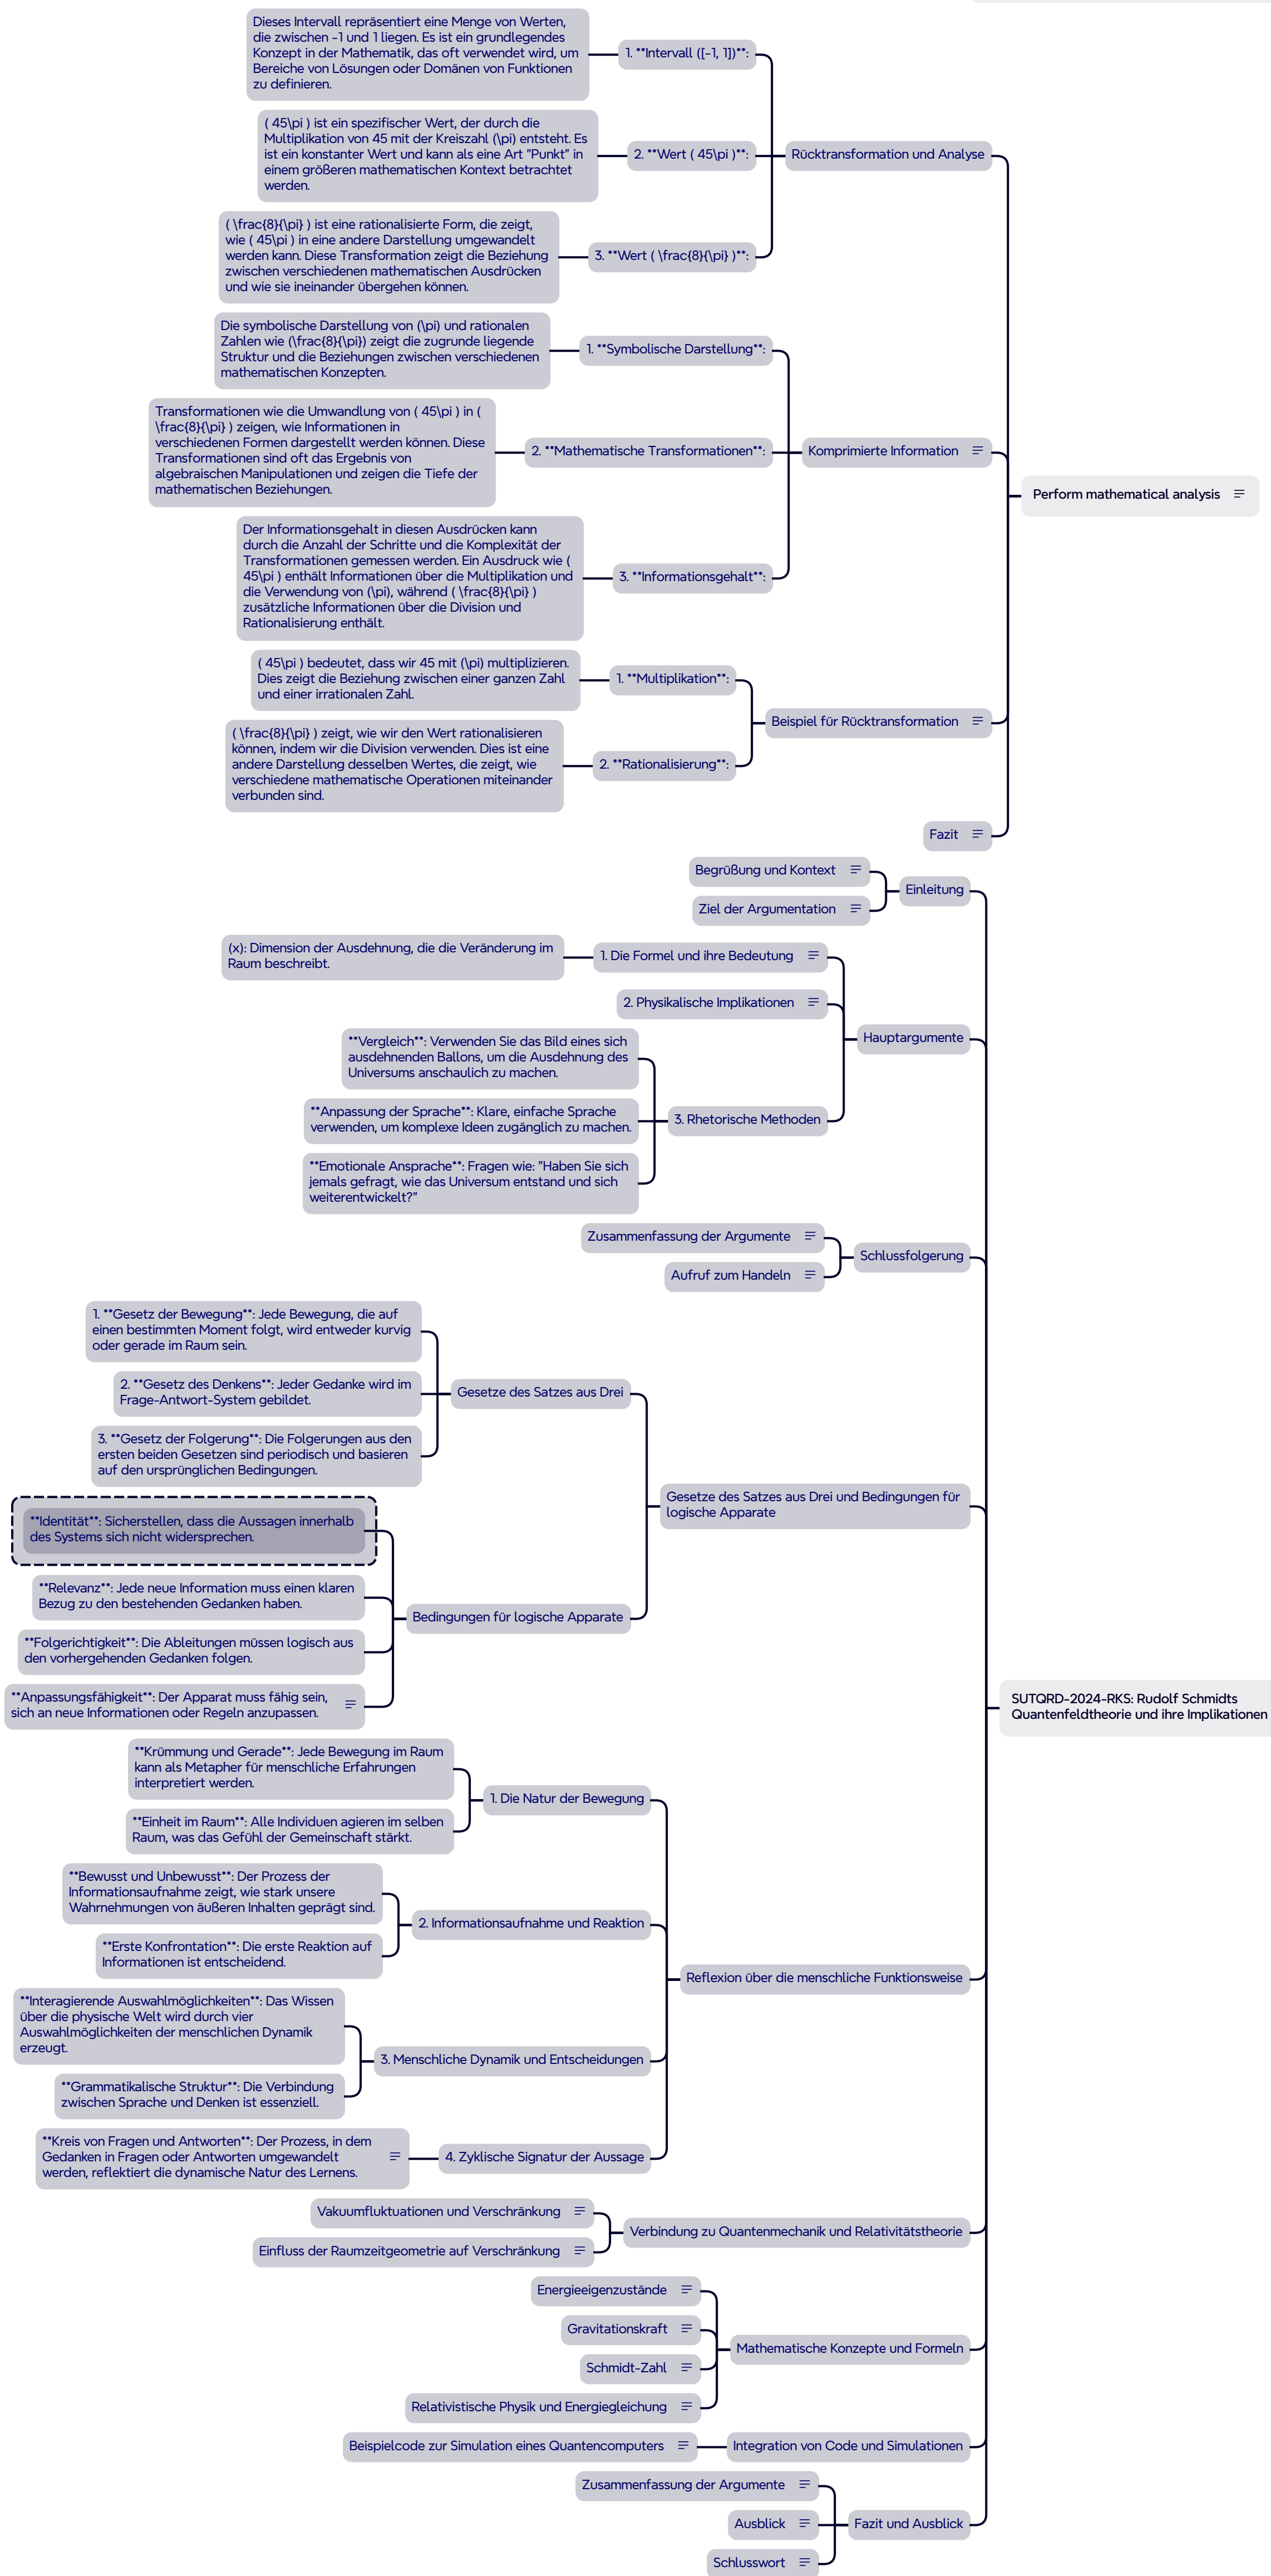 Dieses Intervall repräsentiert eine Menge von Werten,
die zwischen -1 und 1 liegen. Es ist ein grundlegendes
Konzept in der Mathematik, das oft verwendet wird, um
Bereiche von Lösungen oder Domänen von Funktionen
zu definieren.
1. **Intervall ([-1, 1])**:
( 45\pi ) ist ein spezifischer Wert, der durch die
Multiplikation von 45 mit der Kreiszahl (\pi) entsteht. Es
ist ein konstanter Wert und kann als eine Art "Punkt" in
einem größeren mathematischen Kontext betrachtet
werden.
2. **Wert ( 45\pi )**:
Rücktransformation und Analyse
( \frac{8}{\pi} ) ist eine rationalisierte Form, die zeigt,
wie ( 45\pi ) in eine andere Darstellung umgewandelt
werden kann. Diese Transformation zeigt die Beziehung
zwischen verschiedenen mathematischen Ausdrücken
und wie sie ineinander übergehen können.
3. **Wert ( \frac{8}{\pi} )**:
Die symbolische Darstellung von (\pi) und rationalen
Zahlen wie (\frac{8}{\pi}) zeigt die zugrunde liegende
Struktur und die Beziehungen zwischen verschiedenen
mathematischen Konzepten.
1. **Symbolische Darstellung**:
Transformationen wie die Umwandlung von ( 45\pi ) in (
\frac{8}{\pi} ) zeigen, wie Informationen in
verschiedenen Formen dargestellt werden können. Diese
Transformationen sind oft das Ergebnis von
algebraischen Manipulationen und zeigen die Tiefe der
mathematischen Beziehungen.
2. **Mathematische Transformationen**:
Komprimierte Information
Perform mathematical analysis
Der Informationsgehalt in diesen Ausdrücken kann
durch die Anzahl der Schritte und die Komplexität der
Transformationen gemessen werden. Ein Ausdruck wie (
45\pi ) enthält Informationen über die Multiplikation und
die Verwendung von (\pi), während ( \frac{8}{\pi} )
zusätzliche Informationen über die Division und
Rationalisierung enthält.
3. **Informationsgehalt**:
( 45\pi ) bedeutet, dass wir 45 mit (\pi) multiplizieren.
Dies zeigt die Beziehung zwischen einer ganzen Zahl
und einer irrationalen Zahl.
1. **Multiplikation**:
Beispiel für Rücktransformation
( \frac{8}{\pi} ) zeigt, wie wir den Wert rationalisieren
können, indem wir die Division verwenden. Dies ist eine
andere Darstellung desselben Wertes, die zeigt, wie
verschiedene mathematische Operationen miteinander
verbunden sind.
2. **Rationalisierung**:
Fazit
Begrüßung und Kontext
Einleitung
Ziel der Argumentation
(x): Dimension der Ausdehnung, die die Veränderung im
Raum beschreibt.
1. Die Formel und ihre Bedeutung
2. Physikalische Implikationen
Hauptargumente
**Vergleich**: Verwenden Sie das Bild eines sich
ausdehnenden Ballons, um die Ausdehnung des
Universums anschaulich zu machen.
**Anpassung der Sprache**: Klare, einfache Sprache
verwenden, um komplexe Ideen zugänglich zu machen.
3. Rhetorische Methoden
**Emotionale Ansprache**: Fragen wie: "Haben Sie sich
jemals gefragt, wie das Universum entstand und sich
weiterentwickelt?"
Zusammenfassung der Argumente
Schlussfolgerung
Aufruf zum Handeln
1. **Gesetz der Bewegung**: Jede Bewegung, die auf
einen bestimmten Moment folgt, wird entweder kurvig
oder gerade im Raum sein.
2. **Gesetz des Denkens**: Jeder Gedanke wird im
Frage-Antwort-System gebildet.
Gesetze des Satzes aus Drei
3. **Gesetz der Folgerung**: Die Folgerungen aus den
ersten beiden Gesetzen sind periodisch und basieren
auf den ursprünglichen Bedingungen.
Gesetze des Satzes aus Drei und Bedingungen für
logische Apparate
**Identität**: Sicherstellen, dass die Aussagen innerhalb
des Systems sich nicht widersprechen.
**Relevanz**: Jede neue Information muss einen klaren
Bezug zu den bestehenden Gedanken haben.
Bedingungen für logische Apparate
**Folgerichtigkeit**: Die Ableitungen müssen logisch aus
den vorhergehenden Gedanken folgen.
**Anpassungsfähigkeit**: Der Apparat muss fähig sein,
sich an neue Informationen oder Regeln anzupassen.
SUTQRD-2024-RKS: Rudolf Schmidts
Quantenfeldtheorie und ihre Implikationen
**Krümmung und Gerade**: Jede Bewegung im Raum
kann als Metapher für menschliche Erfahrungen
interpretiert werden.
1. Die Natur der Bewegung
**Einheit im Raum**: Alle Individuen agieren im selben
Raum, was das Gefühl der Gemeinschaft stärkt.
**Bewusst und Unbewusst**: Der Prozess der
Informationsaufnahme zeigt, wie stark unsere
Wahrnehmungen von äußeren Inhalten geprägt sind.
2. Informationsaufnahme und Reaktion
**Erste Konfrontation**: Die erste Reaktion auf
Informationen ist entscheidend.
Reflexion über die menschliche Funktionsweise
**Interagierende Auswahlmöglichkeiten**: Das Wissen
über die physische Welt wird durch vier
Auswahlmöglichkeiten der menschlichen Dynamik
erzeugt.
3. Menschliche Dynamik und Entscheidungen
**Grammatikalische Struktur**: Die Verbindung
zwischen Sprache und Denken ist essenziell.
**Kreis von Fragen und Antworten**: Der Prozess, in dem
Gedanken in Fragen oder Antworten umgewandelt
werden, reflektiert die dynamische Natur des Lernens.
4. Zyklische Signatur der Aussage
Vakuumfluktuationen und Verschränkung
Verbindung zu Quantenmechanik und Relativitätstheorie
Einfluss der Raumzeitgeometrie auf Verschränkung
Energieeigenzustände
Gravitationskraft
Mathematische Konzepte und Formeln
Schmidt-Zahl
Relativistische Physik und Energiegleichung
Beispielcode zur Simulation eines Quantencomputers
Integration von Code und Simulationen
Zusammenfassung der Argumente
Ausblick
Fazit und Ausblick
Schlusswort